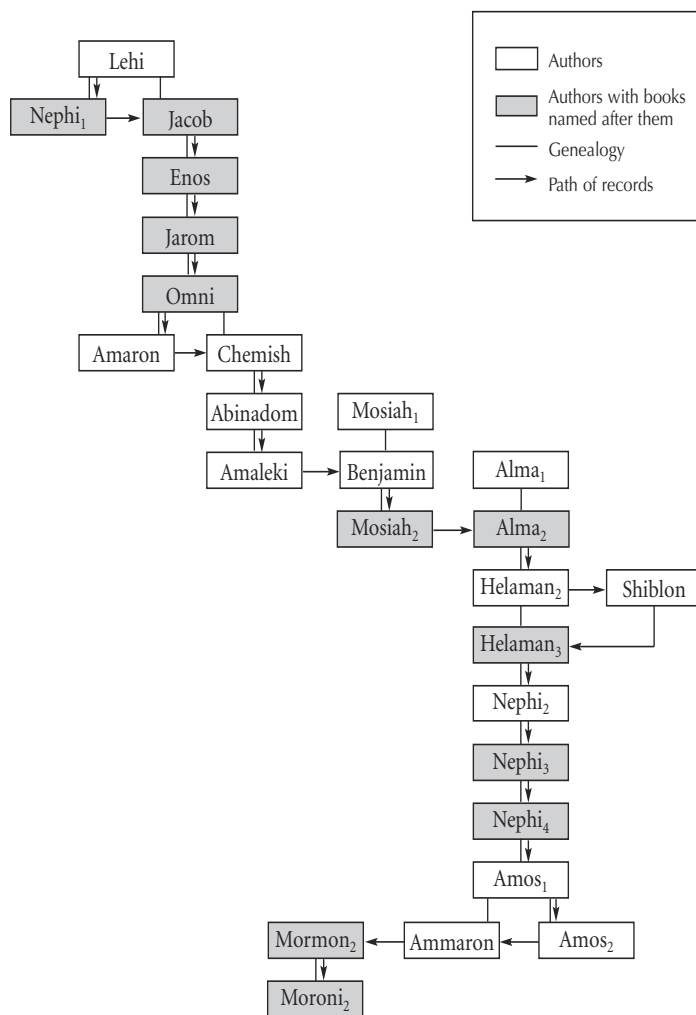 Lehi
Authors
Nephi₁
Jacob
Authors with books
named after them
Genealogy
Path of records
Enos
Jarom
Omni
Amaron
Chemish
Abinadom
Mosiah₁
Amaleki
Benjamin
Alma₁
Mosiah₂
Alma₂
Helaman₂
Shiblon
Helaman₃
Nephi₂
Nephi₃
Nephi₄
Amos₁
Mormon₂
Ammaron
Amos₂
Moroni₂